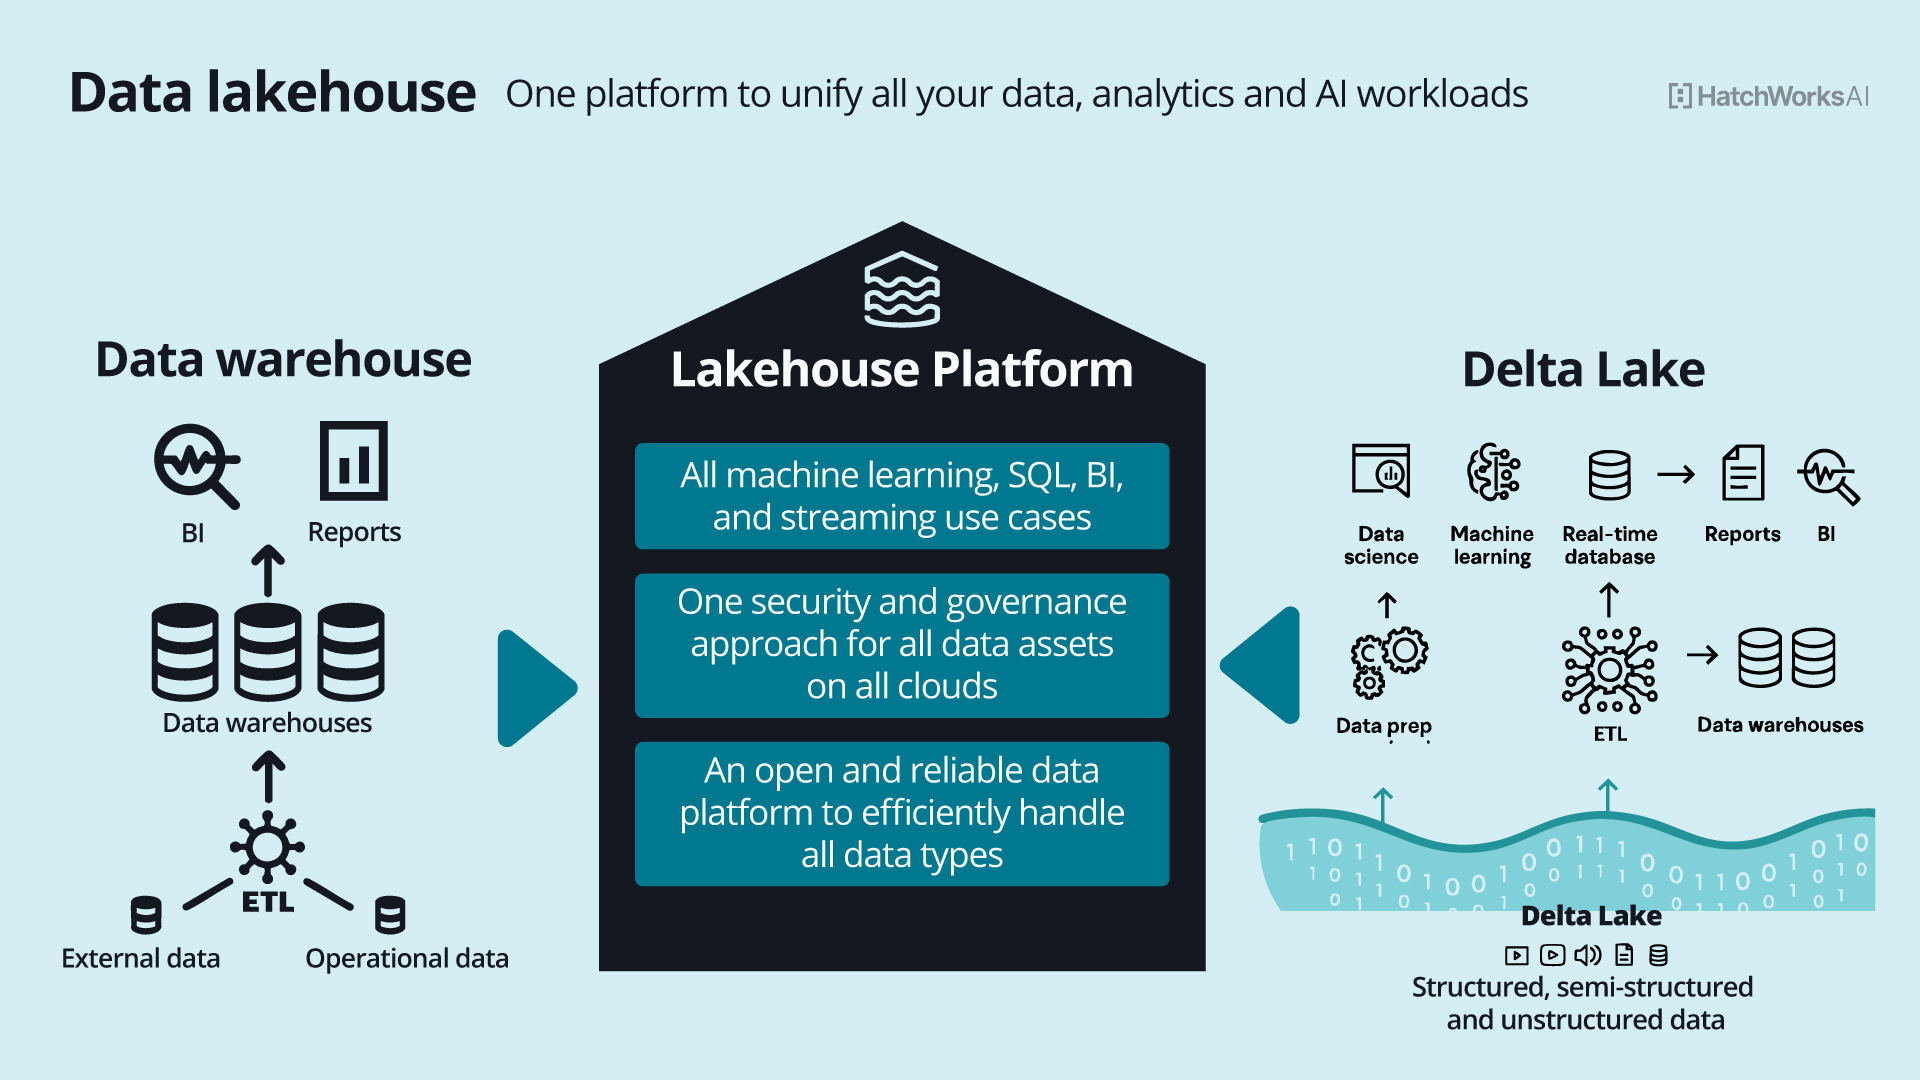 Data lakehouse One platform to unify all your data, analytics and AI workloads
HatchWorksAI
Data warehouse
BI
Reports
Data warehouses
ETL
External data
Operational data
Lakehouse Platform
All machine learning, SQL, BI,
and streaming use cases
One security and governance
approach for all data assets
on all clouds
An open and reliable data
platform to efficiently handle
all data types
Delta Lake
Data
science
Machine
learning
Real-time
database
Reports
BI
Data prep
ETL
Data warehouses
Delta Lake
Structured, semi-structured
and unstructured data